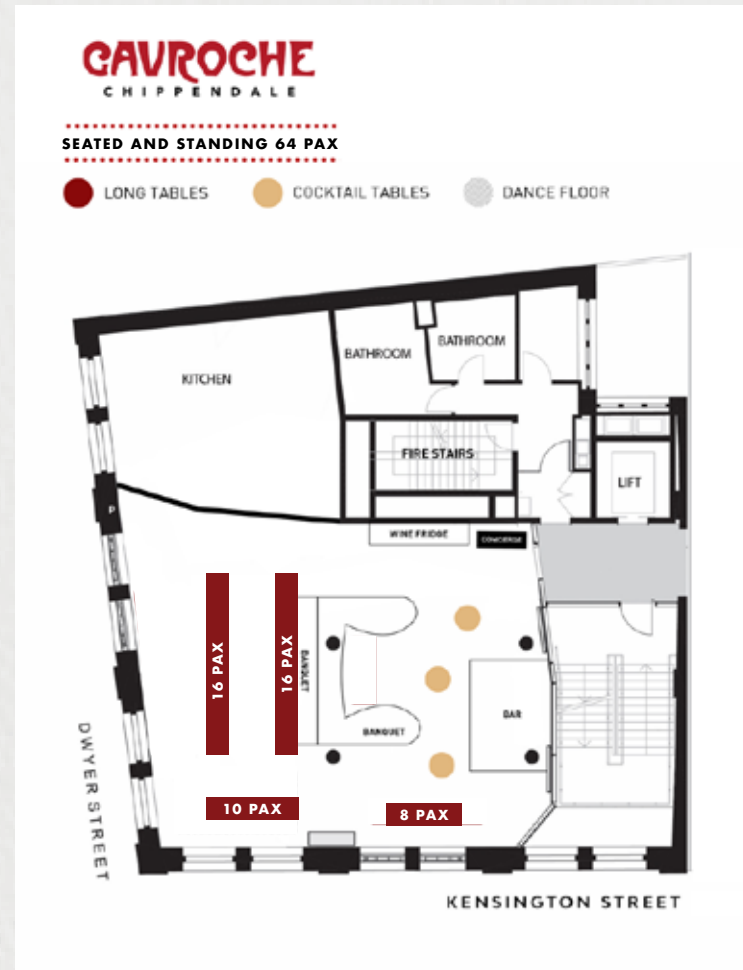 GAVROCHE
CHIPPENDALE
SEATED AND STANDING 64 PAX
LONG TABLES
COCKTAIL TABLES
DANCE FLOOR
BATHROOM
BATHROOM
KITCHEN
FIRE STAIRS
LIFT
P
WINE FRIDGE
CONCIERGE
16 PAX
16 PAX
BANQUET
BAR
BANQUET
DWYER STREET
10 PAX
8 PAX
KENSINGTON STREET